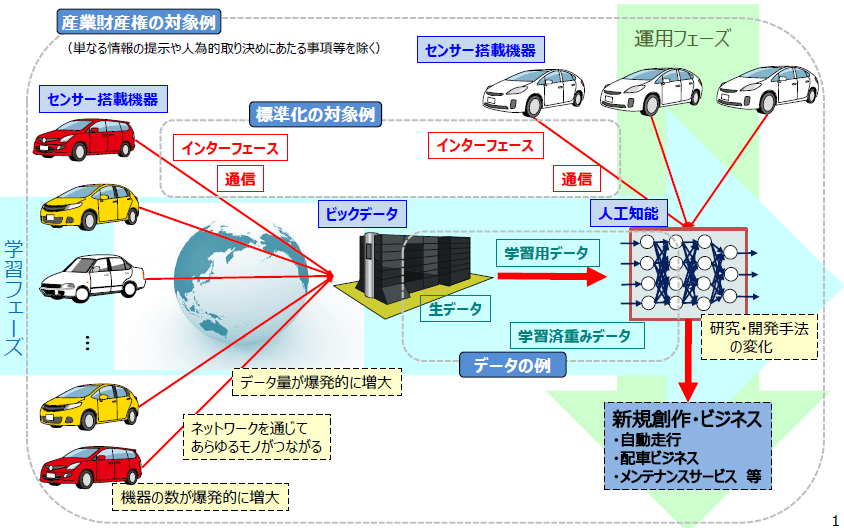 産業財産権の対象例
（単なる情報の提示や人為的取り決めにあたる事項等を除く）
センサー搭載機器
運用フェーズ
センサー搭載機器
標準化の対象例
インターフェース
インターフェース
通信
通信
ビックデータ
人工知能
学習フェーズ
学習用データ
生データ
学習済重みデータ
研究・開発手法
の変化
…
データの例
データ量が爆発的に増大
ネットワークを通じて
あらゆるモノがつながる
機器の数が爆発的に増大
新規創作・ビジネス
・自動走行
・配車ビジネス
・メンテナンスサービス 等
1